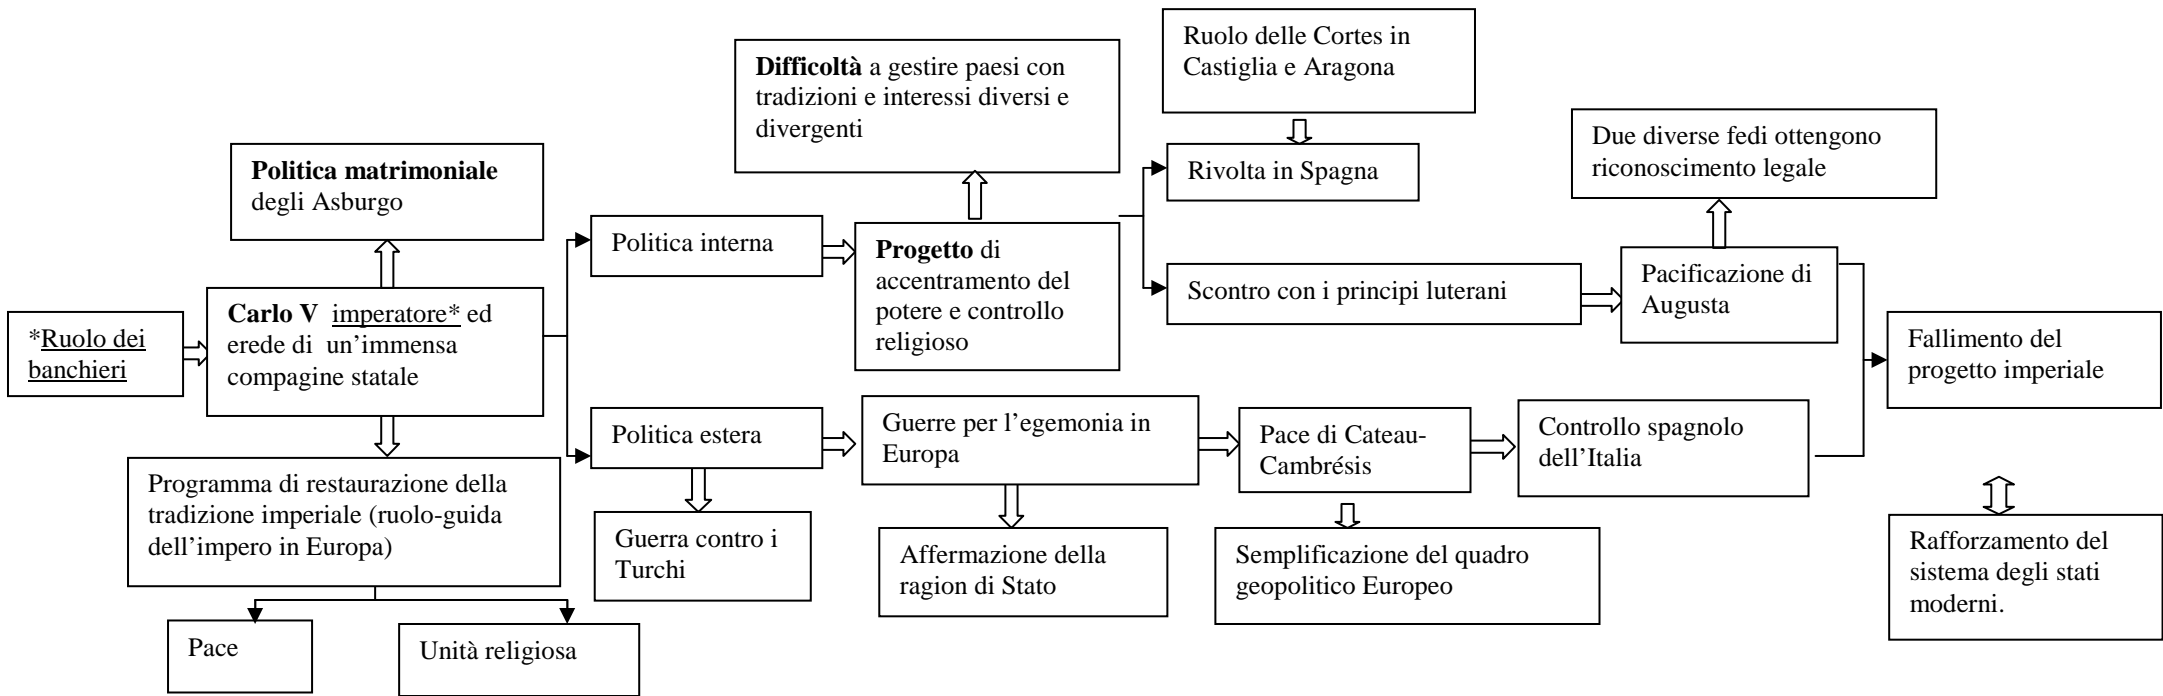 *Ruolo dei
banchieri
Politica matrimoniale
degli Asburgo
Carlo V imperatore* ed
erede di un’immensa
compagine statale
Programma di restaurazione della
tradizione imperiale (ruolo-guida
dell’impero in Europa)
Pace
Unità religiosa
Politica interna
Difficoltà a gestire paesi con
tradizioni e interessi diversi e
divergenti
Progetto di
accentramento del
potere e controllo
religioso
Ruolo delle Cortes in
Castiglia e Aragona
Rivolta in Spagna
Scontro con i principi luterani
Due diverse fedi ottengono
riconoscimento legale
Pacificazione di
Augusta
Politica estera
Guerra contro i
Turchi
Guerre per l’egemonia in
Europa
Affermazione della
ragion di Stato
Pace di Cateau-
Cambrésis
Semplificazione del quadro
geopolitico Europeo
Controllo spagnolo
dell’Italia
Fallimento del
progetto imperiale
Rafforzamento del
sistema degli stati
moderni.